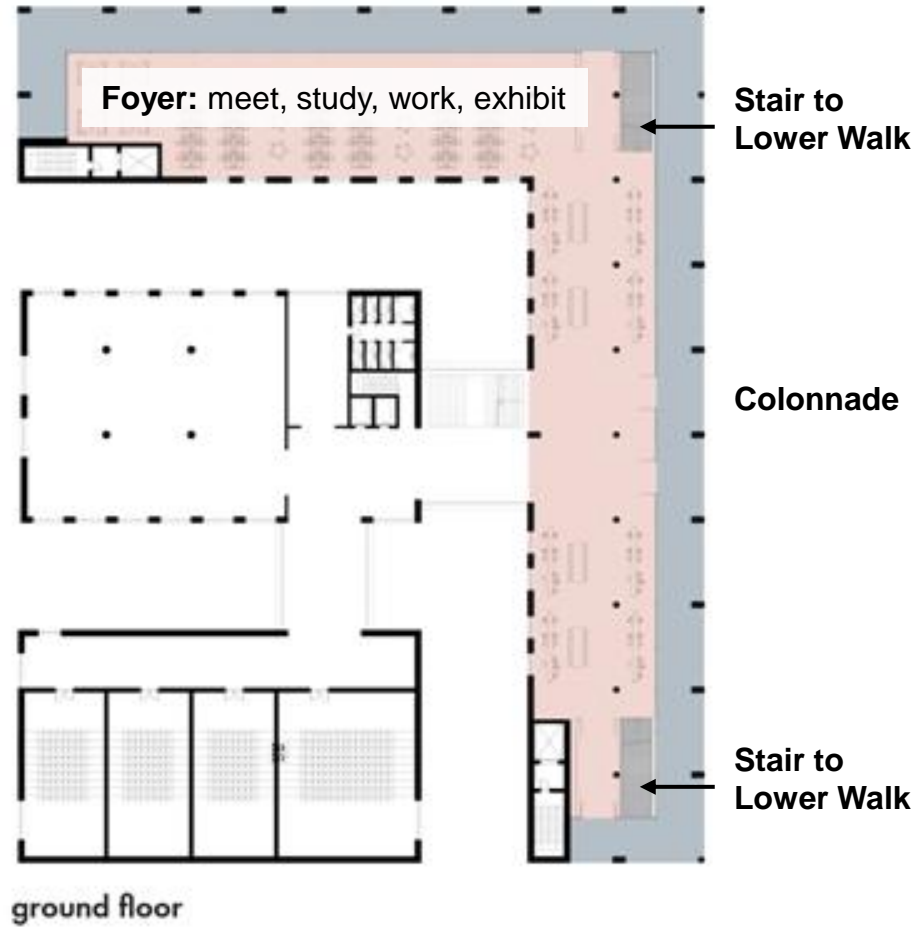 Foyer: meet, study, work, exhibit
Stair to
Lower Walk
Colonnade
Stair to
Lower Walk
ground floor